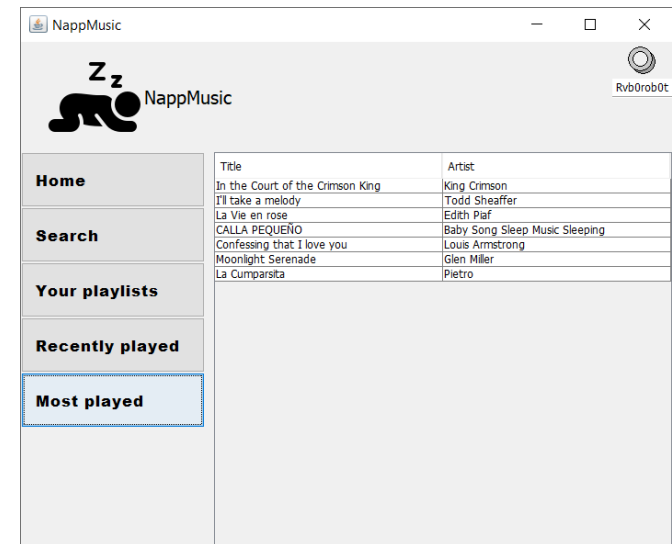 NappMusic
Zz
NappMusic
Rvb0rob0t
Home
Search
Your playlists
Recently played
Most played
Title Artist
In the Court of the Crimson King King Crimson
I'll take a melody Todd Sheaffer
La Vie en rose Edith Piaf
CALLA PEQUEÑO Baby Song Sleep Music Sleeping
Confessing that I love you Louis Armstrong
Moonlight Serenade Glen Miller
La Cumparsita Pietro